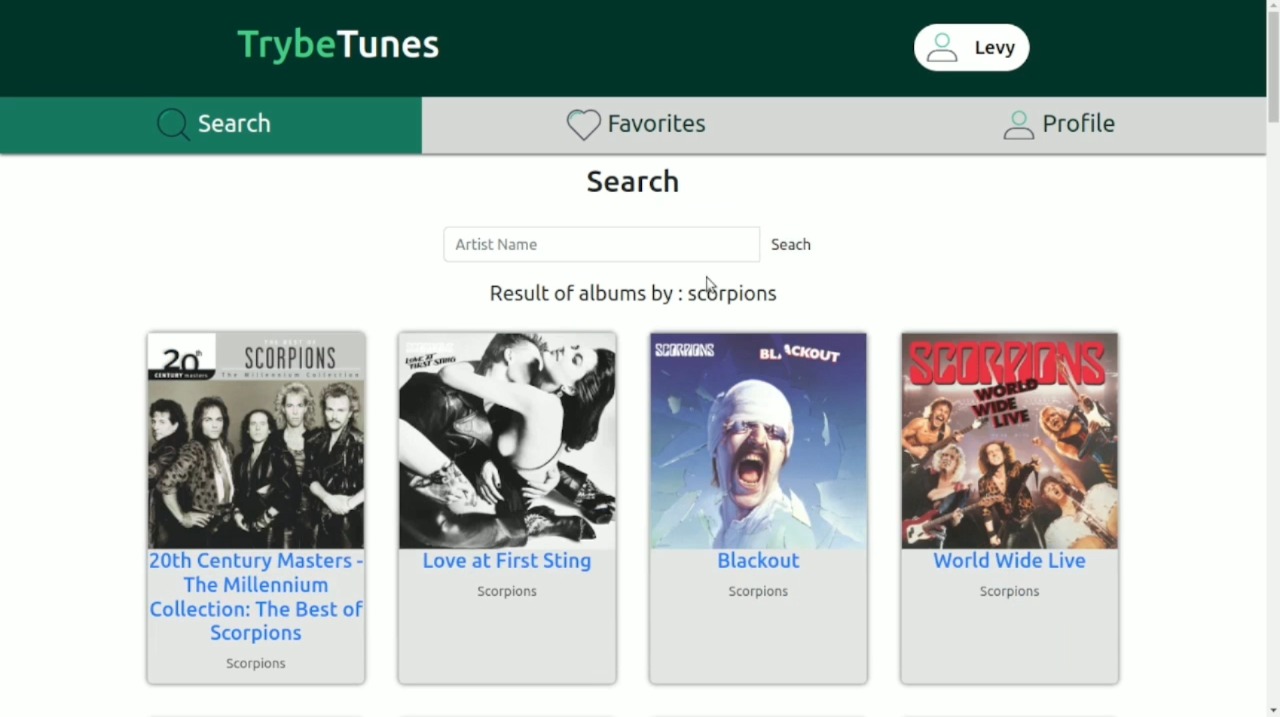 TrybeTunes
Levy
Search
Favorites
Profile
Search
Artist Name
Seach
Result of albums by : scorpions
20th
CENTURY masters
THE BEST OF
SCORPIONS
The Millennium Collection
SCORPIONS
LOVE AT
FIRST STING
SCORPIONS
BLACKOUT
SCORPIONS
WORLD
WIDE
LIVE
20th Century Masters -
The Millennium
Collection: The Best of
Scorpions
Scorpions
Love at First Sting
Scorpions
Blackout
Scorpions
World Wide Live
Scorpions